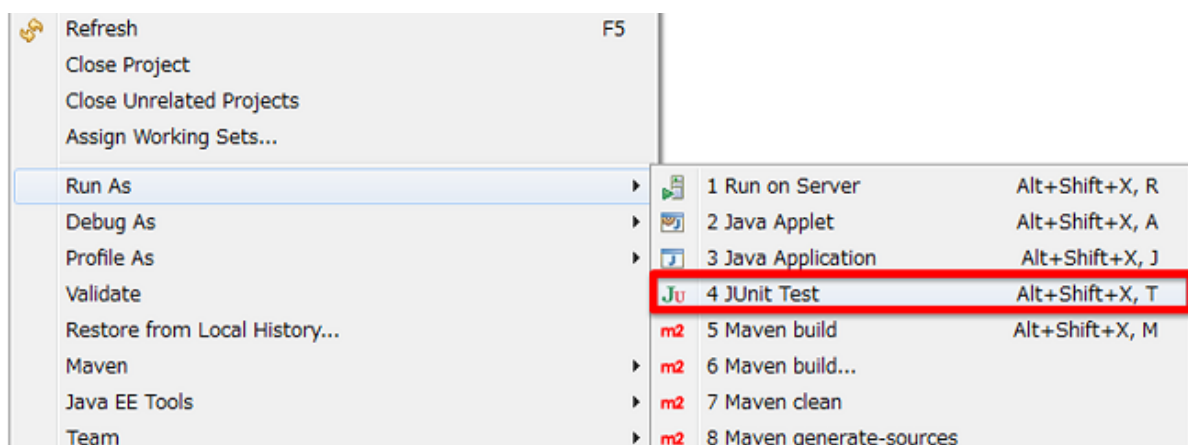 Refresh F5
Close Project
Close Unrelated Projects
Assign Working Sets...
Run As
Debug As
Profile As
Validate
Restore from Local History...
Maven
Java EE Tools
Team
1 Run on Server Alt+Shift+X, R
2 Java Applet Alt+Shift+X, A
3 Java Application Alt+Shift+X, J
Ju 4 JUnit Test Alt+Shift+X, T
m2 5 Maven build Alt+Shift+X, M
m2 6 Maven build...
m2 7 Maven clean
m2 8 Maven generate-sources